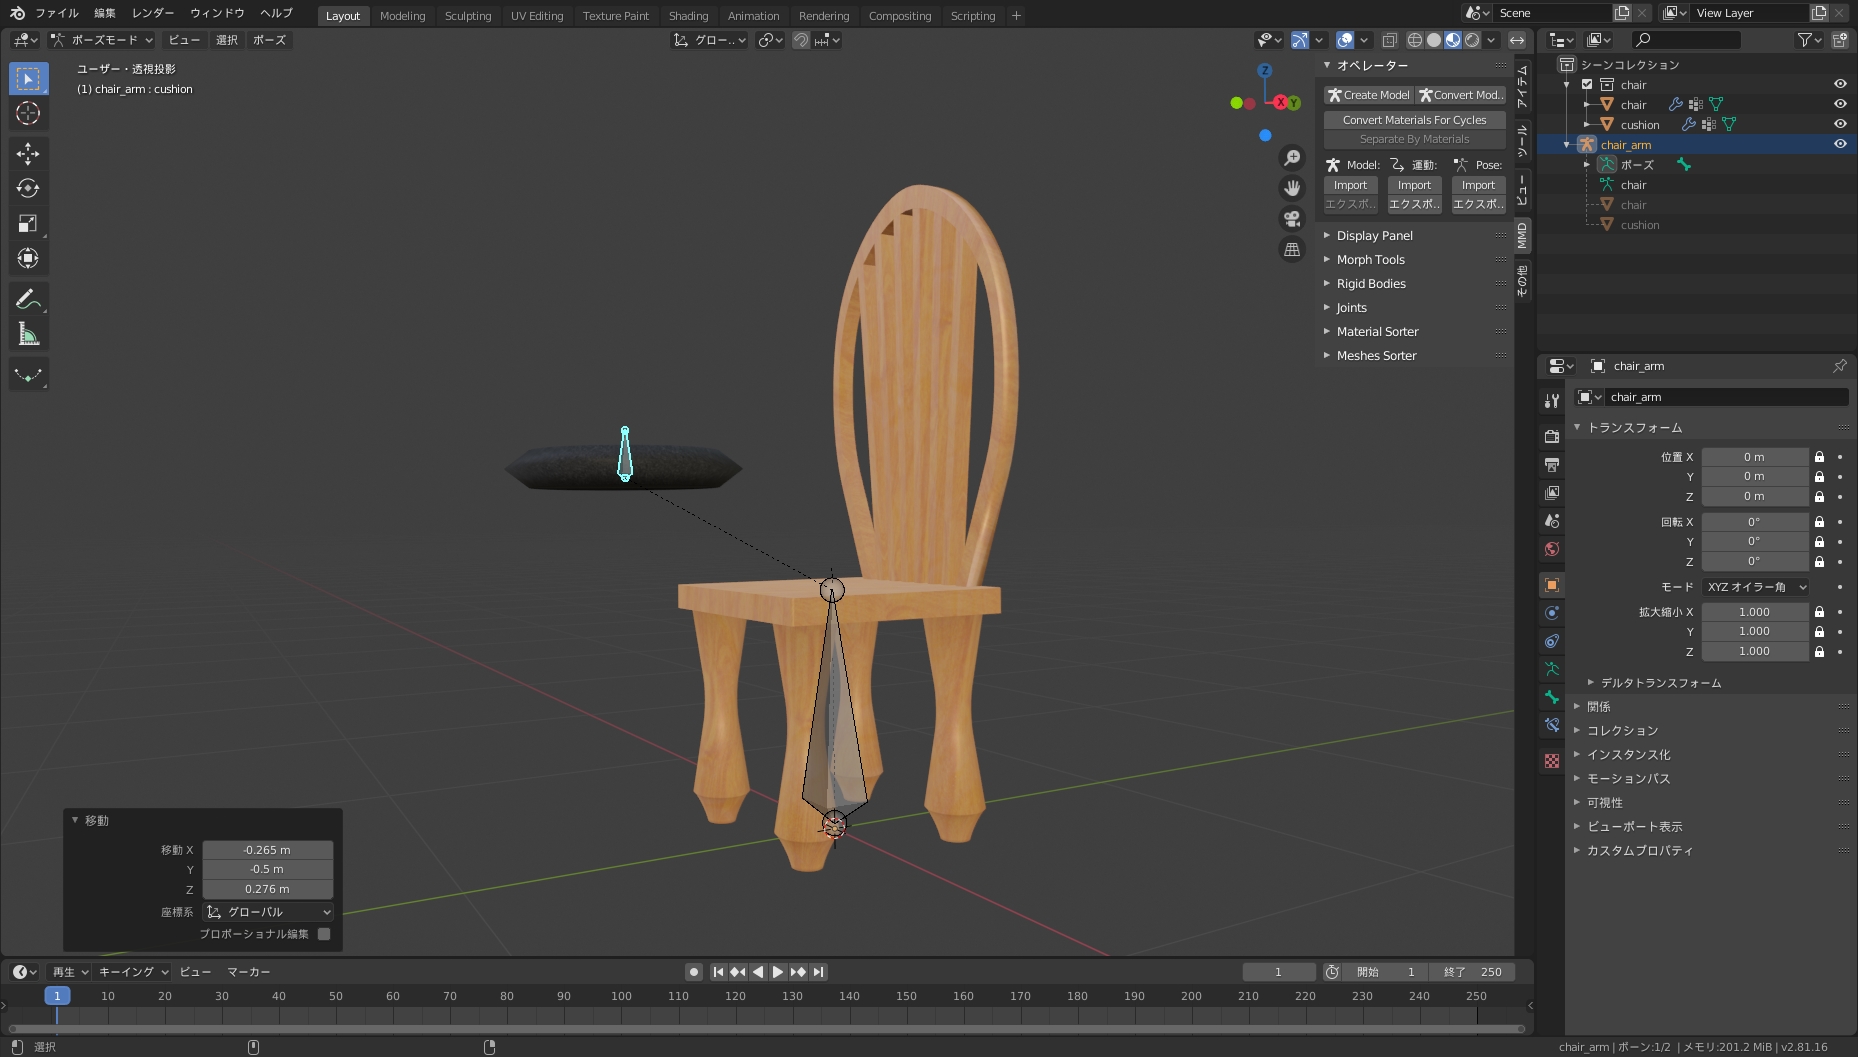 ファイル 編集 レンダー ウィンドウ ヘルプ Layout Modeling Sculpting UV Editing Texture Paint Shading Animation Rendering Compositing Scripting Scene View Layer
ポーズモード ビュー 選択 ポーズ グロー..
ユーザー・透視投影
(1) chair_arm : cushion
Z
X
Y
オペレーター
Create Model Convert Mod..
Convert Materials For Cycles
Separate By Materials
Model: 運動: Pose:
Import Import Import
エクスポ.. エクスポ.. エクスポ..
Display Panel
Morph Tools
Rigid Bodies
Joints
Material Sorter
Meshes Sorter
アイテム
ツール
ビュー
MMD
その他
シーンコレクション
chair
chair
cushion
chair_arm
ポーズ
chair
chair
cushion
chair_arm
chair_arm
トランスフォーム
位置 X 0 m
Y 0 m
Z 0 m
回転 X 0°
Y 0°
Z 0°
モード XYZ オイラー角
拡大縮小 X 1.000
Y 1.000
Z 1.000
デルタトランスフォーム
関係
コレクション
インスタンス化
モーションパス
可視性
ビューポート表示
カスタムプロパティ
移動
移動 X -0.265 m
Y -0.5 m
Z 0.276 m
座標系 グローバル
プロポーショナル編集
再生 キーイング ビュー マーカー 1 開始 1 終了 250
1 10 20 30 40 50 60 70 80 90 100 110 120 130 140 150 160 170 180 190 200 210 220 230 240 250
選択 chair_arm | ボーン:1/2 | メモリ:201.2 MiB | v2.81.16